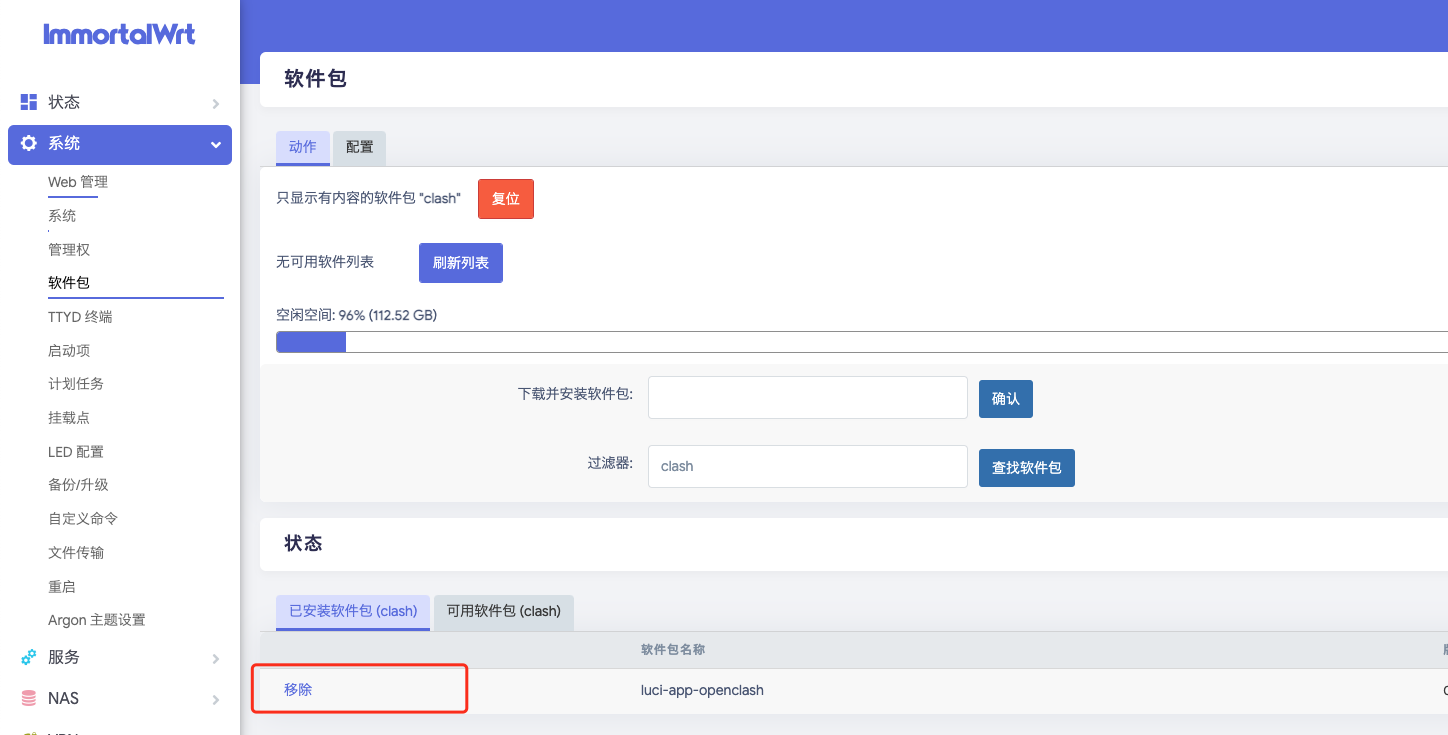 ImmortalWrt
状态
系统
Web 管理
系统
管理权
软件包
TTYD 终端
启动项
计划任务
挂载点
LED 配置
备份/升级
自定义命令
文件传输
重启
Argon 主题设置
服务
NAS
软件包
动作 配置
只显示有内容的软件包 "clash" 复位
无可用软件列表 刷新列表
空闲空间: 96% (112.52 GB)
下载并安装软件包: 确认
过滤器: clash 查找软件包
状态
已安装软件包 (clash) 可用软件包 (clash)
软件包名称
移除 luci-app-openclash